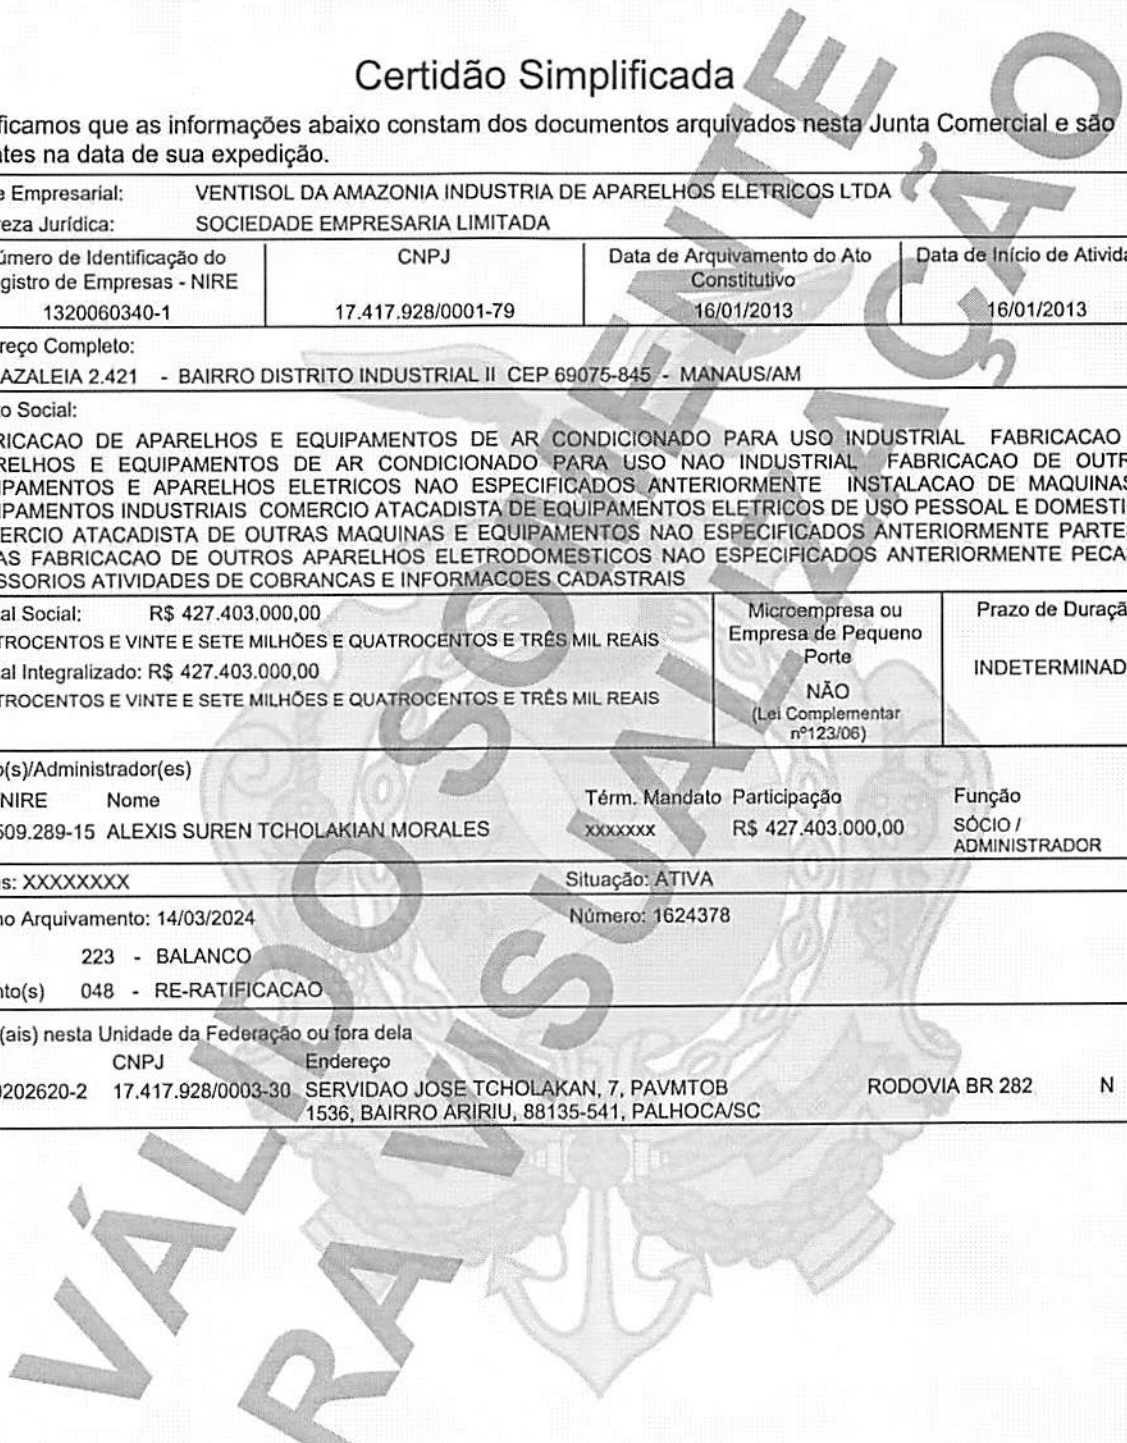 Certidão Simplificada
ficamos que as informações abaixo constam dos documentos arquivados nesta Junta Comercial e são
ntes na data de sua expedição.
e Empresarial: VENTISOL DA AMAZONIA INDUSTRIA DE APARELHOS ELETRICOS LTDA
reza Jurídica: SOCIEDADE EMPRESARIA LIMITADA
úmero de Identificação do CNPJ Data de Arquivamento do Ato Data de Início de Ativida
gistro de Empresas - NIRE Constitutivo
1320060340-1 17.417.928/0001-79 16/01/2013 16/01/2013
reço Completo:
AZALEIA 2.421 - BAIRRO DISTRITO INDUSTRIAL II CEP 69075-845 - MANAUS/AM
to Social:
RICACAO DE APARELHOS E EQUIPAMENTOS DE AR CONDICIONADO PARA USO INDUSTRIAL FABRICACAO
RELHOS E EQUIPAMENTOS DE AR CONDICIONADO PARA USO NAO INDUSTRIAL FABRICACAO DE OUTR
IPAMENTOS E APARELHOS ELETRICOS NAO ESPECIFICADOS ANTERIORMENTE INSTALACAO DE MAQUINAS
IPAMENTOS INDUSTRIAIS COMERCIO ATACADISTA DE EQUIPAMENTOS ELETRICOS DE USO PESSOAL E DOMESTI
ERCIO ATACADISTA DE OUTRAS MAQUINAS E EQUIPAMENTOS NAO ESPECIFICADOS ANTERIORMENTE PARTE
AS FABRICACAO DE OUTROS APARELHOS ELETRODOMESTICOS NAO ESPECIFICADOS ANTERIORMENTE PECA
SSORIOS ATIVIDADES DE COBRANCAS E INFORMACOES CADASTRAIS
al Social: R$ 427.403.000,00
TROCENTOS E VINTE E SETE MILHÕES E QUATROCENTOS E TRÊS MIL REAIS
al Integralizado: R$ 427.403.000,00
TROCENTOS E VINTE E SETE MILHÕES E QUATROCENTOS E TRÊS MIL REAIS
Microempresa ou
Empresa de Pequeno
Porte
NÃO
(Lei Complementar
nº123/06)
Prazo de Duraçã
INDETERMINAD
o(s)/Administrador(es)
NIRE Nome Térm. Mandato Participação Função
509.289-15 ALEXIS SUREN TCHOLAKIAN MORALES xxxxxxx R$ 427.403.000,00 SÓCIO /
ADMINISTRADOR
s: XXXXXXXX Situação: ATIVA
no Arquivamento: 14/03/2024 Número: 1624378
223 - BALANCO
nto(s) 048 - RE-RATIFICACAO
(ais) nesta Unidade da Federação ou fora dela
CNPJ Endereço
0202620-2 17.417.928/0003-30 SERVIDAO JOSE TCHOLAKAN, 7, PAVMTOB RODOVIA BR 282 N
1536, BAIRRO ARIRIU, 88135-541, PALHOCA/SC
VÁLIDO SOMENTE
RA VISUALIZAÇÃO